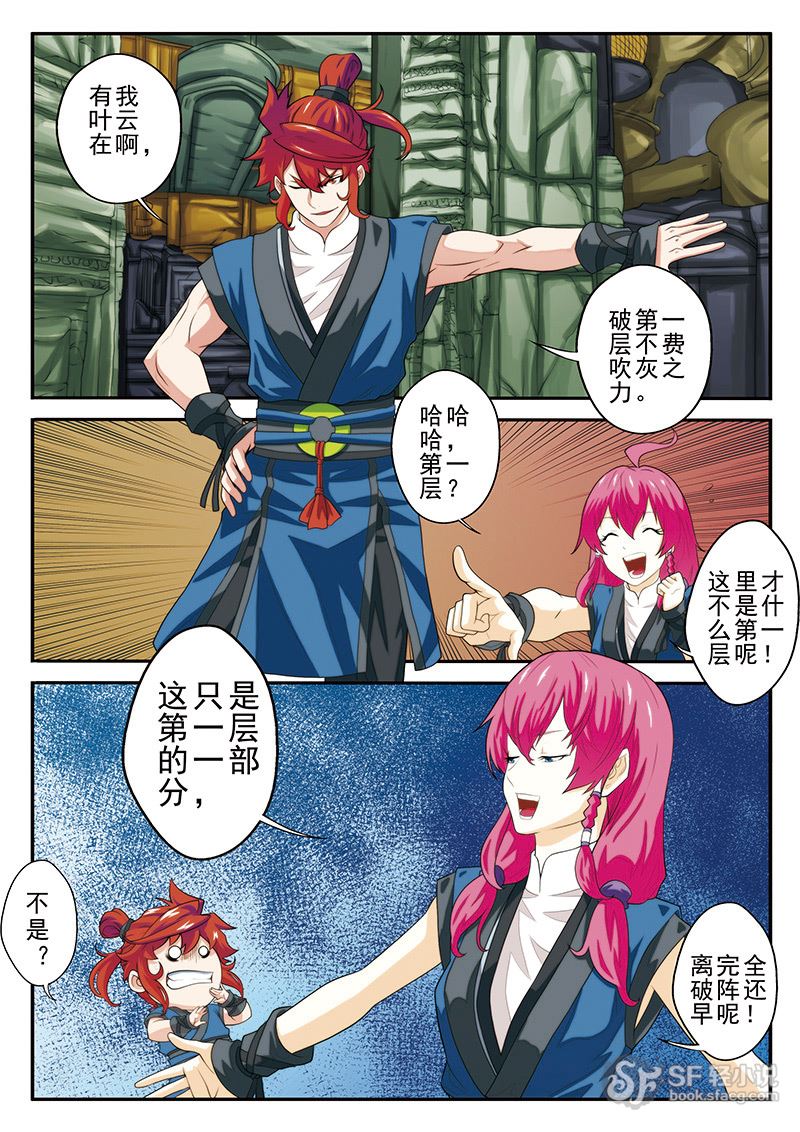 有我
叶云
在啊，
破第一
层不费
吹灰之
力。
哈哈
哈，
第一
层？
这里才
不是什
么第一
层呢！
这只是
第一层
的一部
分，
不
是
？
离完全
破阵还
早呢！
SF轻小说
book.sfacg.com